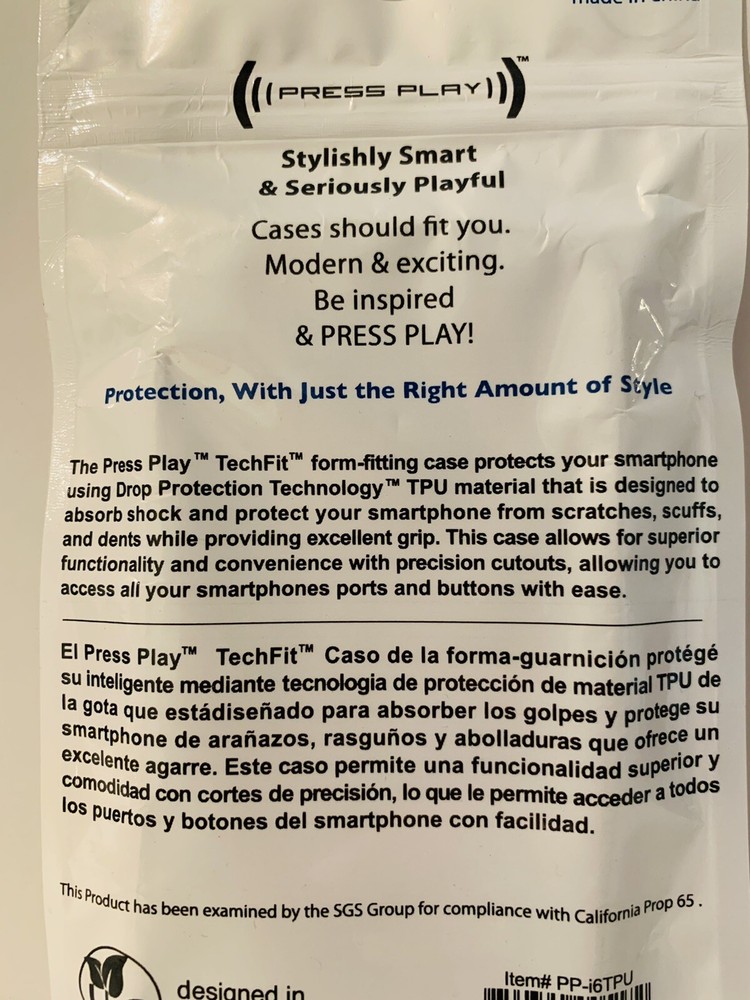 made in China
(((PRESS PLAY)))™
Stylishly Smart
& Seriously Playful
Cases should fit you.
Modern & exciting.
Be inspired
& PRESS PLAY!
Protection, With Just the Right Amount of Style
The Press Play™ TechFit™ form-fitting case protects your smartphone
using Drop Protection Technology™ TPU material that is designed to
absorb shock and protect your smartphone from scratches, scuffs,
and dents while providing excellent grip. This case allows for superior
functionality and convenience with precision cutouts, allowing you to
access all your smartphones ports and buttons with ease.
El Press Play™ TechFit™ Caso de la forma-guarnición protégé
su inteligente mediante tecnologia de protección de material TPU de
la gota que estádiseñado para absorber los golpes y protege su
smartphone de arañazos, rasguños y abolladuras que ofrece un
excelente agarre. Este caso permite una funcionalidad superior y
comodidad con cortes de precisión, lo que le permite acceder a todos
los puertos y botones del smartphone con facilidad.
This Product has been examined by the SGS Group for compliance with California Prop 65 .
designed in
Item# PP-i6TPU